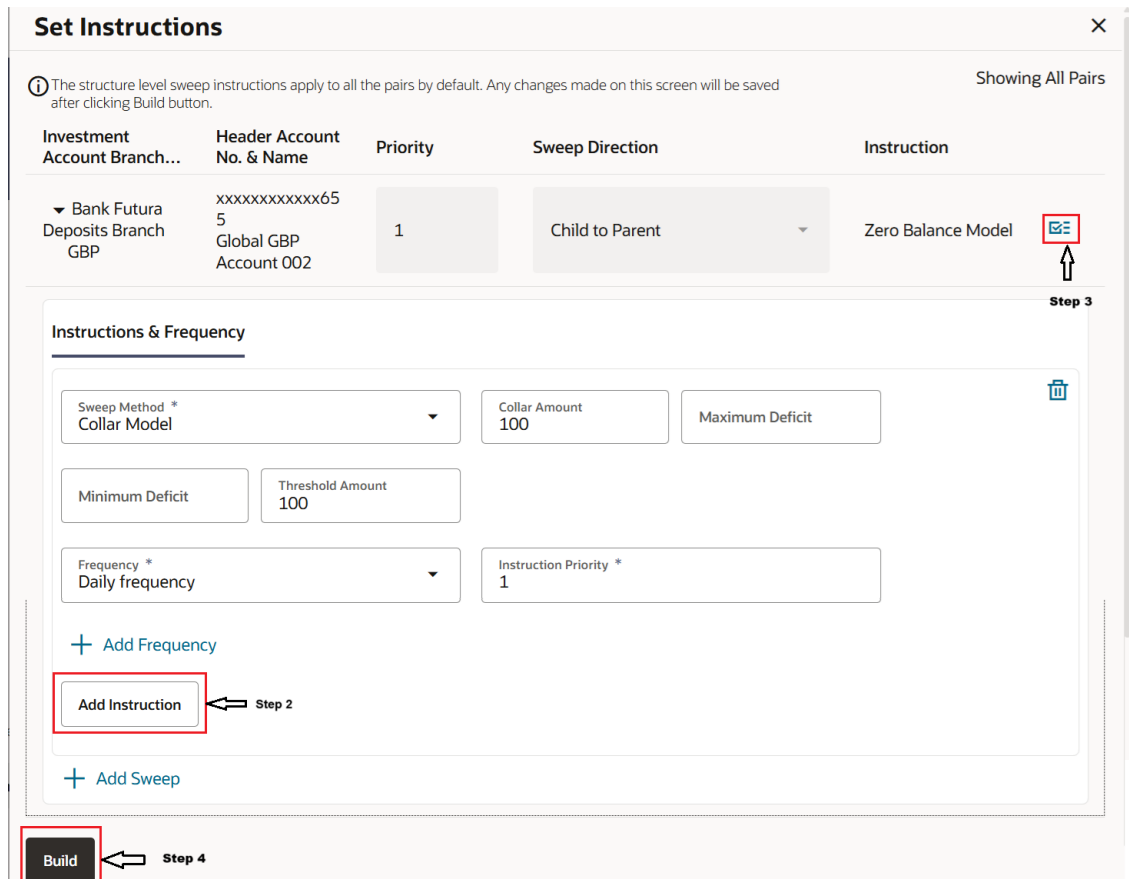 Set Instructions
The structure level sweep instructions apply to all the pairs by default. Any changes made on this screen will be saved
after clicking Build button.
Showing All Pairs
Investment
Account Branch...
Header Account
No. & Name
Priority
Sweep Direction
Instruction
Bank Futura
Deposits Branch
GBP
xxxxxxxxxxxx65
5
Global GBP
Account 002
1
Child to Parent
Zero Balance Model
Step 3
Instructions & Frequency
Sweep Method *
Collar Model
Collar Amount
100
Maximum Deficit
Minimum Deficit
Threshold Amount
100
Frequency *
Daily frequency
Instruction Priority *
1
Add Frequency
Add Instruction
Step 2
Add Sweep
Build
Step 4